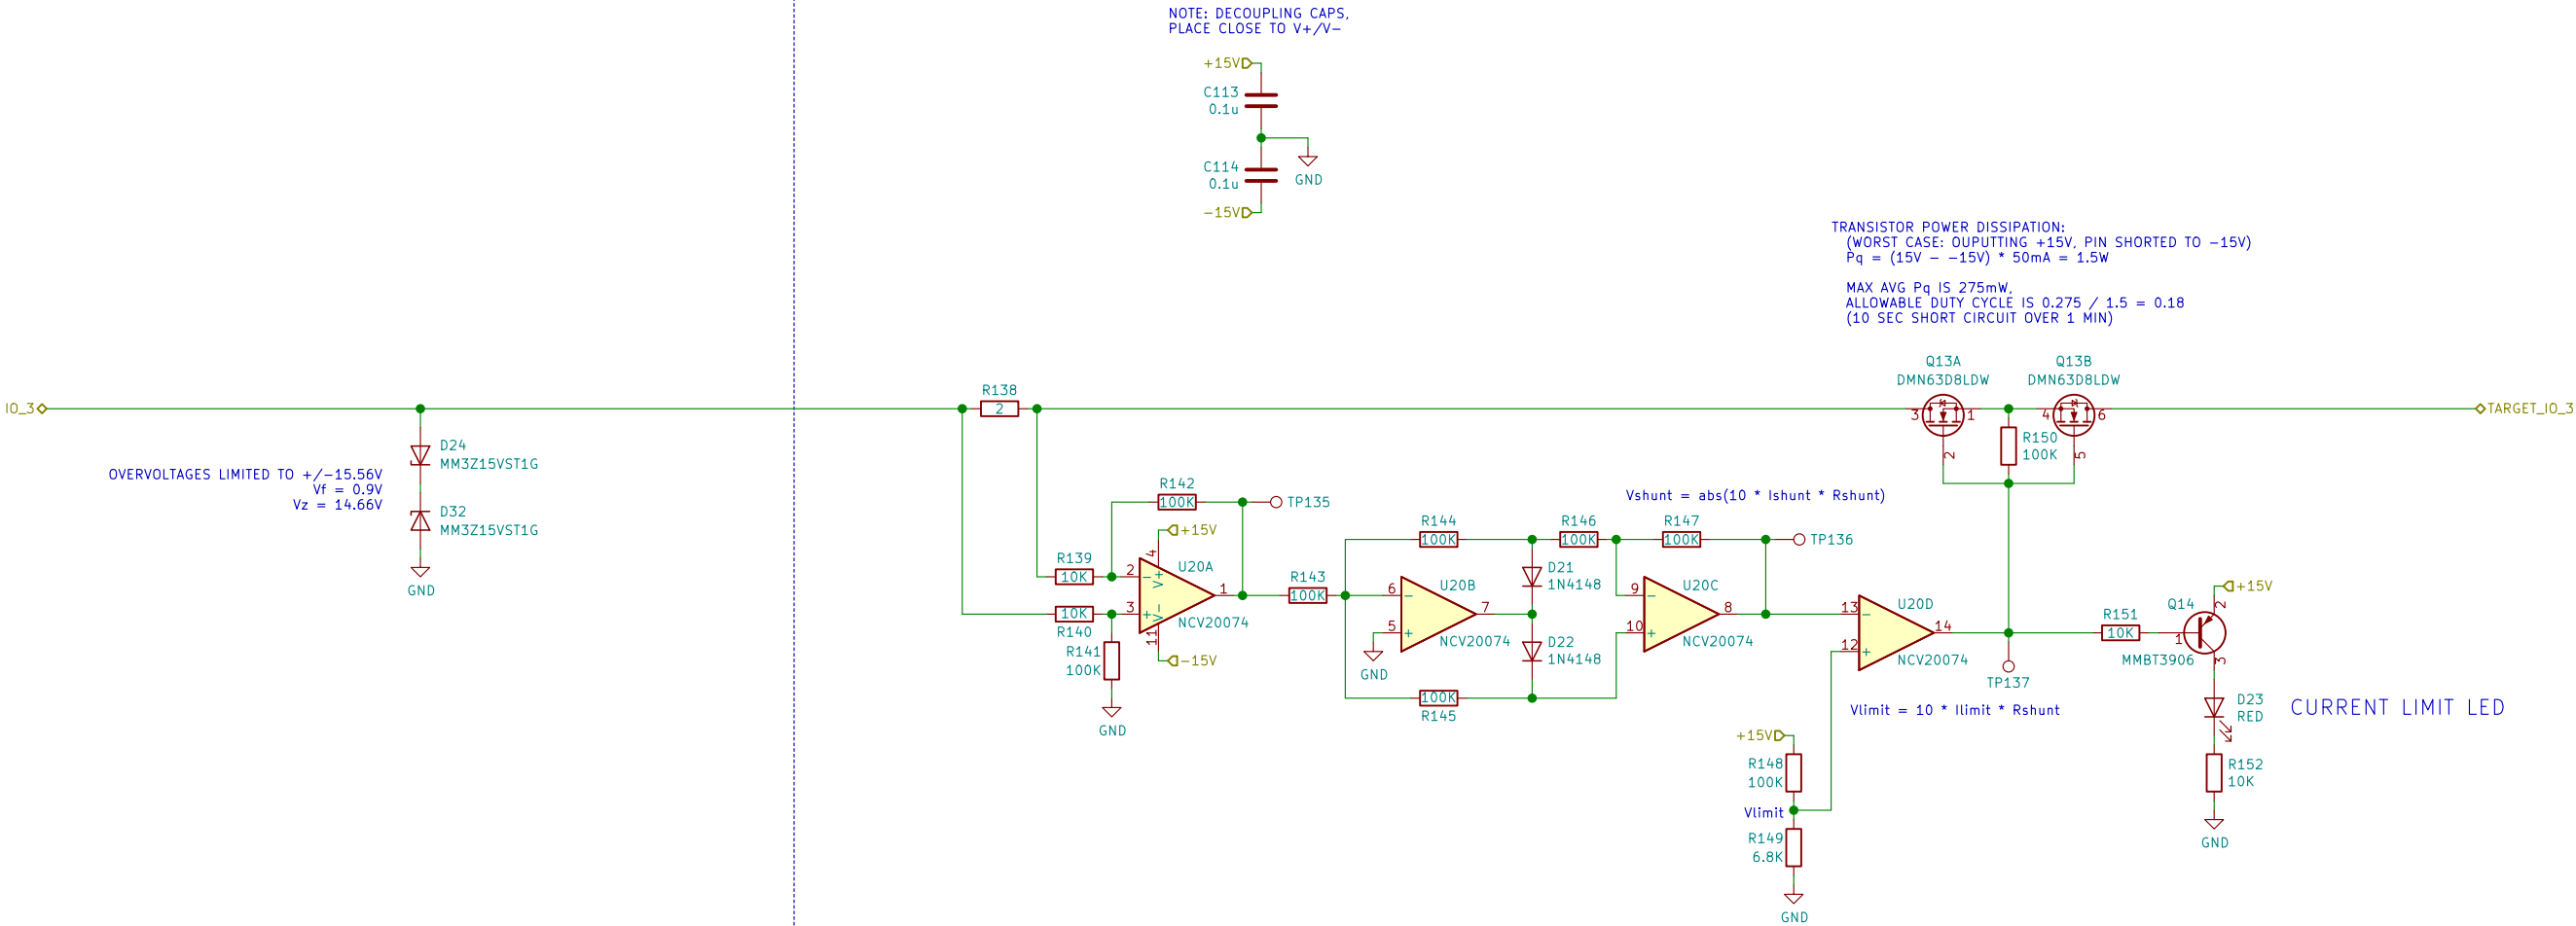 NOTE: DECOUPLING CAPS,
PLACE CLOSE TO V+/V-
+15V
C113
0.1u
C114
0.1u
GND
-15V
TRANSISTOR POWER DISSIPATION:
(WORST CASE: OUPUTTING +15V, PIN SHORTED TO -15V)
Pq = (15V - -15V) * 50mA = 1.5W
MAX AVG Pq IS 275mW,
ALLOWABLE DUTY CYCLE IS 0.275 / 1.5 = 0.18
(10 SEC SHORT CIRCUIT OVER 1 MIN)
IO_3
D24
MM3Z15VST1G
OVERVOLTAGES LIMITED TO +/-15.56V
Vf = 0.9V
Vz = 14.66V
D32
MM3Z15VST1G
GND
R138
2
Q13A
DMN63D8LDW
3
1
2
Q13B
DMN63D8LDW
4
6
5
TARGET_IO_3
R150
100K
R142
100K
TP135
+15V
R139
10K
R140
10K
R141
100K
GND
2
3
4
11
1
-
+
V+
V-
U20A
NCV20074
-15V
R143
100K
R144
100K
6
5
7
-
+
U20B
NCV20074
GND
R145
100K
D21
1N4148
D22
1N4148
Vshunt = abs(10 * Ishunt * Rshunt)
R146
100K
R147
100K
TP136
9
10
8
-
+
U20C
NCV20074
13
12
14
-
+
U20D
NCV20074
TP137
Vlimit = 10 * Ilimit * Rshunt
+15V
R148
100K
Vlimit
R149
6.8K
GND
R151
10K
+15V
Q14
1
2
3
MMBT3906
D23
RED
CURRENT LIMIT LED
R152
10K
GND